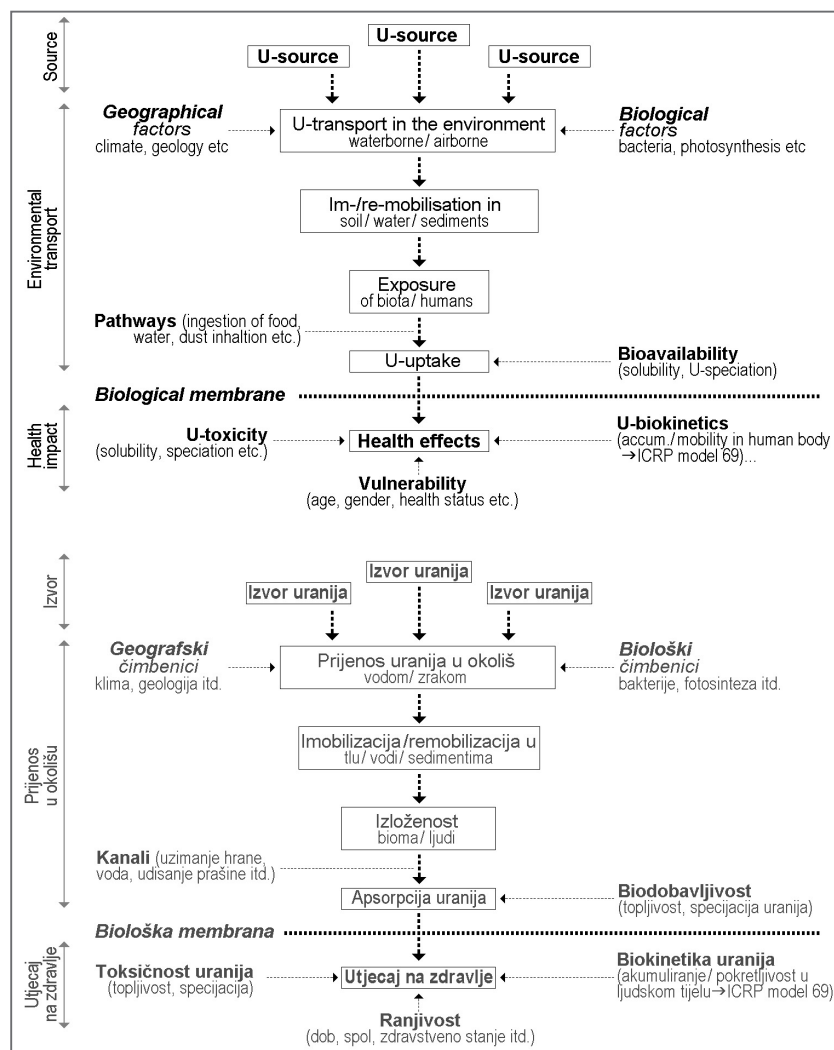 Source
U-source
U-source
U-source
Environmental
transport
Geographical
factors
climate, geology etc
U-transport in the environment
waterborne/ airborne
Biological
factors
bacteria, photosynthesis etc
Im-/re-mobilisation in
soil/ water/ sediments
Exposure
of biota/ humans
Pathways (ingestion of food,
water, dust inhaltion etc.)
U-uptake
Bioavailability
(solubility, U-speciation)
Biological membrane
Health
impact
U-toxicity
(solubility, speciation etc.)
Health effects
U-biokinetics
(accum./ mobility in human body
→ICRP model 69)...
Vulnerability
(age, gender, health status etc.)
Izvor
Izvor uranija
Izvor uranija
Izvor uranija
Prijenos
u okolišu
Geografski
čimbenici
klima, geologija itd.
Prijenos uranija u okoliš
vodom/ zrakom
Biološki
čimbenici
bakterije, fotosinteza itd.
Imobilizacija/remobilizacija u
tlu/ vodi/ sedimentima
Izloženost
bioma/ ljudi
Kanali (uzimanje hrane,
voda, udisanje prašine itd.)
Apsorpcija uranija
Biodobavljivost
(topljivost, specijacija uranija)
Biološka membrana
Utjecaj
na zdravlje
Toksičnost uranija
(topljivost, specijacija)
Utjecaj na zdravlje
Biokinetika uranija
(akumuliranje/ pokretljivost u
ljudskom tijelu→ICRP model 69)
Ranjivost
(dob, spol, zdravstveno stanje itd.)